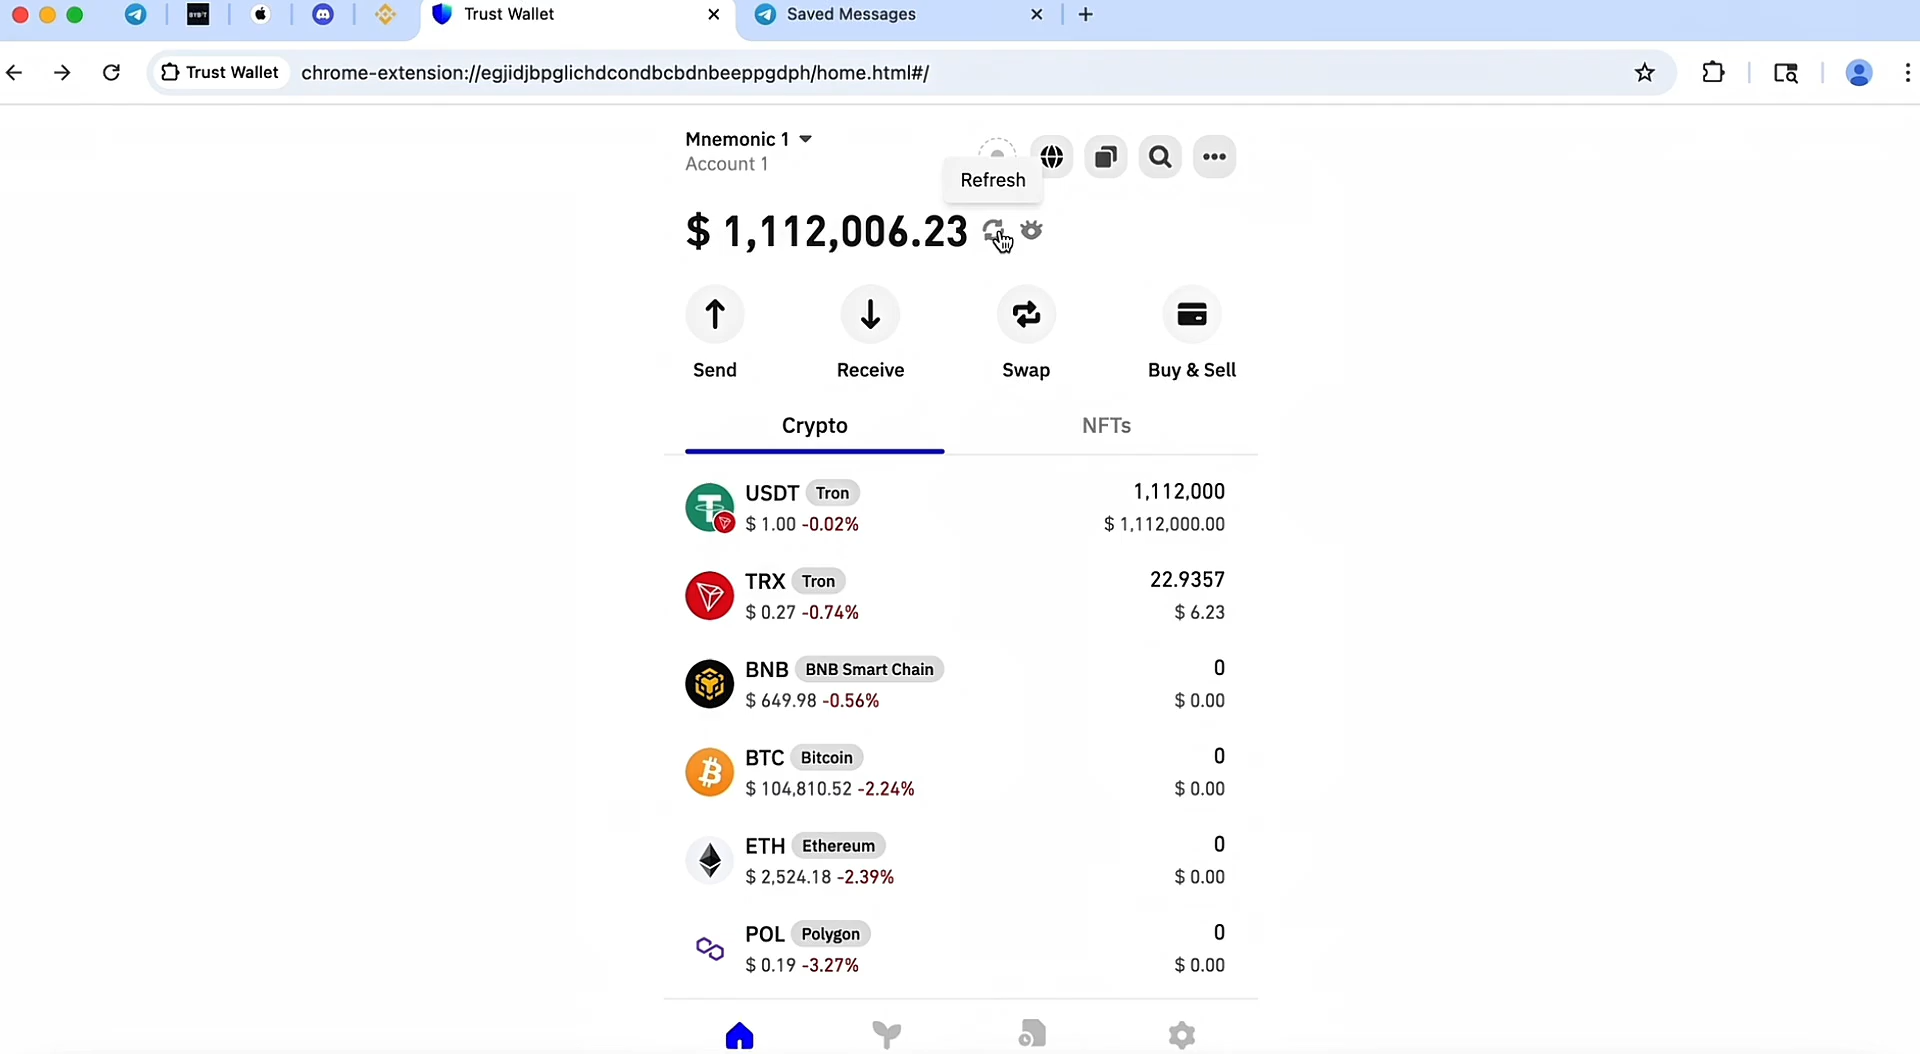 Trust Wallet
Saved Messages
Trust Wallet
chrome-extension://egjidjbpglichdcondbcbdnbeeppgdph/home.html#/
Mnemonic 1
Account 1
Refresh
$ 1,112,006.23
Send
Receive
Swap
Buy & Sell
Crypto
NFTs
USDT Tron 1,112,000
$ 1.00 -0.02% $ 1,112,000.00
TRX Tron 22.9357
$ 0.27 -0.74% $ 6.23
BNB BNB Smart Chain 0
$ 649.98 -0.56% $ 0.00
BTC Bitcoin 0
$ 104,810.52 -2.24% $ 0.00
ETH Ethereum 0
$ 2,524.18 -2.39% $ 0.00
POL Polygon 0
$ 0.19 -3.27% $ 0.00